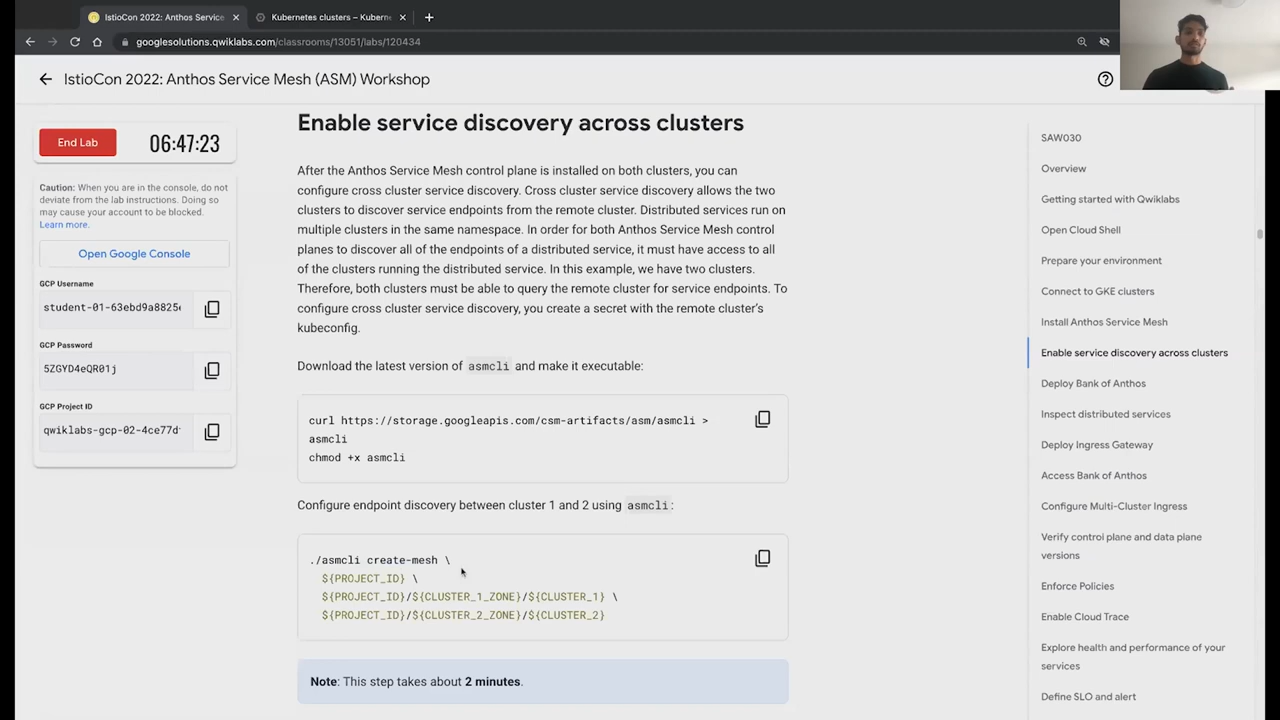 IstioCon 2022: Anthos Service
Kubernetes clusters – Kuberne
googlesolutions.qwiklabs.com/classrooms/13051/labs/120434
IstioCon 2022: Anthos Service Mesh (ASM) Workshop
End Lab
06:47:23
Caution: When you are in the console, do not
deviate from the lab instructions. Doing so
may cause your account to be blocked.
Learn more.
Open Google Console
GCP Username
student-01-63ebd9a8825
GCP Password
5ZGYD4eQR01j
GCP Project ID
qwiklabs-gcp-02-4ce77d
Enable service discovery across clusters
After the Anthos Service Mesh control plane is installed on both clusters, you can
configure cross cluster service discovery. Cross cluster service discovery allows the two
clusters to discover service endpoints from the remote cluster. Distributed services run on
multiple clusters in the same namespace. In order for both Anthos Service Mesh control
planes to discover all of the endpoints of a distributed service, it must have access to all
of the clusters running the distributed service. In this example, we have two clusters.
Therefore, both clusters must be able to query the remote cluster for service endpoints. To
configure cross cluster service discovery, you create a secret with the remote cluster's
kubeconfig.
Download the latest version of asmcli and make it executable:
curl https://storage.googleapis.com/csm-artifacts/asm/asmcli >
asmcli
chmod +x asmcli
Configure endpoint discovery between cluster 1 and 2 using asmcli:
./asmcli create-mesh \
${PROJECT_ID} \
${PROJECT_ID}/${CLUSTER_1_ZONE}/${CLUSTER_1} \
${PROJECT_ID}/${CLUSTER_2_ZONE}/${CLUSTER_2}
Note: This step takes about 2 minutes.
SAW030
Overview
Getting started with Qwiklabs
Open Cloud Shell
Prepare your environment
Connect to GKE clusters
Install Anthos Service Mesh
Enable service discovery across clusters
Deploy Bank of Anthos
Inspect distributed services
Deploy Ingress Gateway
Access Bank of Anthos
Configure Multi-Cluster Ingress
Verify control plane and data plane
versions
Enforce Policies
Enable Cloud Trace
Explore health and performance of your
services
Define SLO and alert